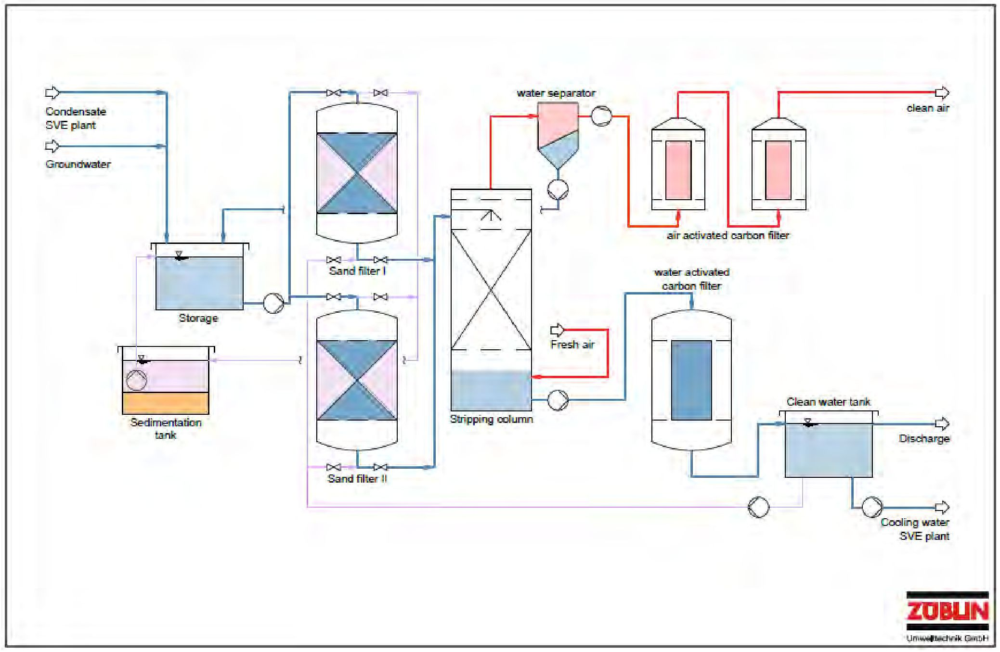 water separator
clean air
Condensate
SVE plant
Groundwater
air activated carbon filter
Sand filter I
water activated
carbon filter
Storage
Fresh air
Clean water tank
Stripping column
Sedimentation
tank
Discharge
Sand filter II
Cooling water
SVE plant
ZÜBLIN
Umwelttechnik GmbH